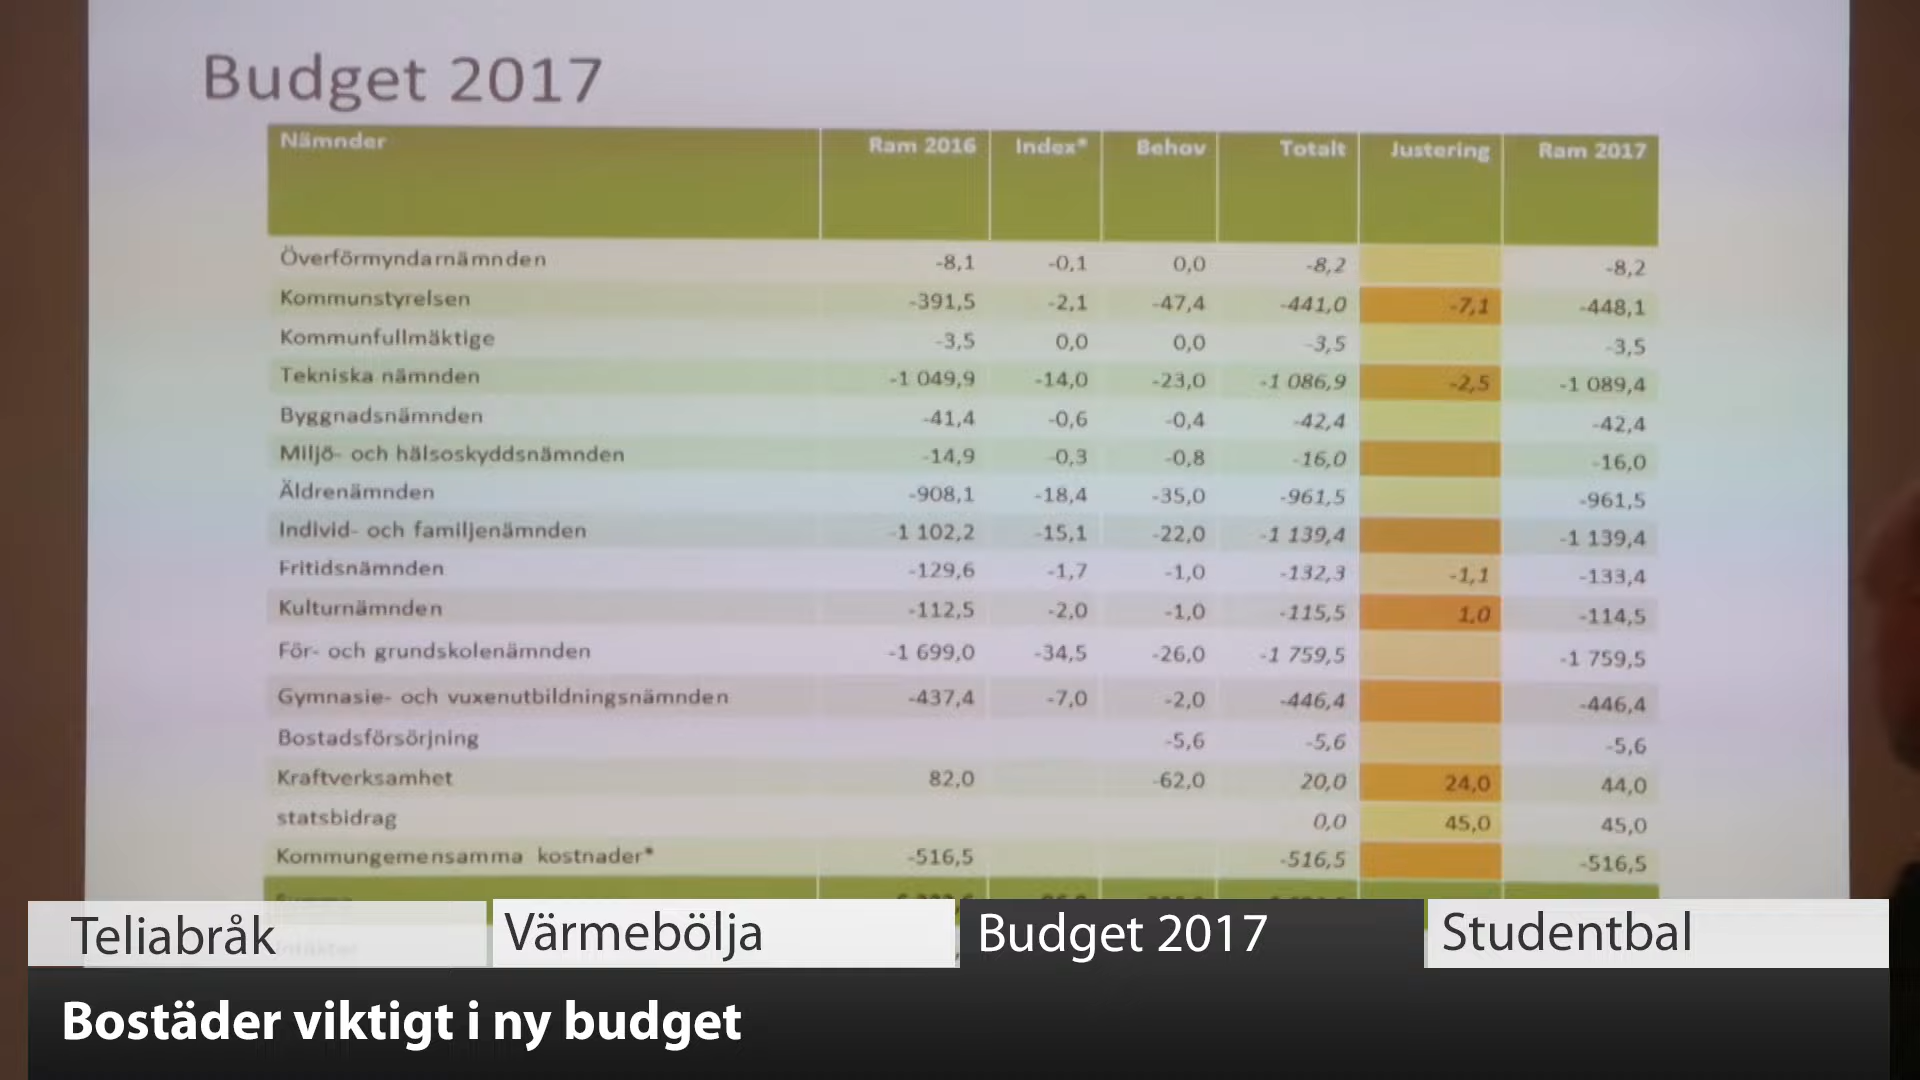 Budget 2017
Nämnder Ram 2016 Index* Behov Totalt Justering Ram 2017
Överförmyndarnämnden -8,1 -0,1 0,0 -8,2 -8,2
Kommunstyrelsen -391,5 -2,1 -47,4 -441,0 -7,1 -448,1
Kommunfullmäktige -3,5 0,0 0,0 -3,5 -3,5
Tekniska nämnden -1 049,9 -14,0 -23,0 -1 086,9 -2,5 -1 089,4
Byggnadsnämnden -41,4 -0,6 -0,4 -42,4 -42,4
Miljö- och hälsoskyddsnämnden -14,9 -0,3 -0,8 -16,0 -16,0
Äldrenämnden -908,1 -18,4 -35,0 -961,5 -961,5
Individ- och familjenämnden -1 102,2 -15,1 -22,0 -1 139,4 -1 139,4
Fritidsnämnden -129,6 -1,7 -1,0 -132,3 -1,1 -133,4
Kulturnämnden -112,5 -2,0 -1,0 -115,5 1,0 -114,5
För- och grundskolenämnden -1 699,0 -34,5 -26,0 -1 759,5 -1 759,5
Gymnasie- och vuxenutbildningsnämnden -437,4 -7,0 -2,0 -446,4 -446,4
Bostadsförsörjning -5,6 -5,6 -5,6
Kraftverksamhet 82,0 -62,0 20,0 24,0 44,0
statsbidrag 0,0 45,0 45,0
Kommungemensamma kostnader* -516,5 -516,5 -516,5
Teliabråk Värmebölja Budget 2017 Studentbal
Bostäder viktigt i ny budget